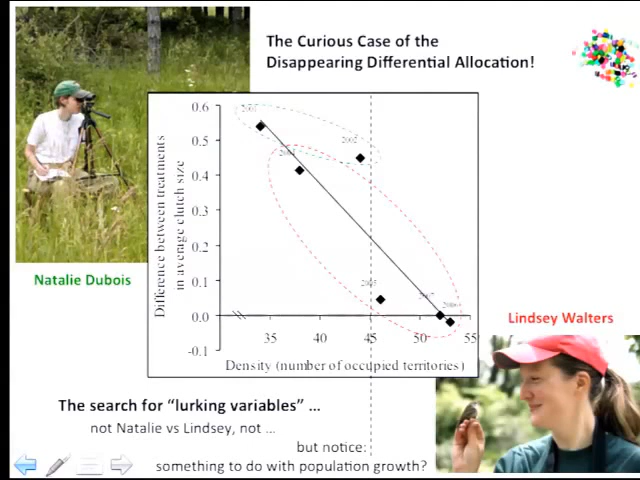 The Curious Case of the
Disappearing Differential Allocation!
0.6
0.5
0.4
0.3
0.2
0.1
0.0
-0.1
Difference between treatments
in average clutch size
2002
2005
35
40
45
50
55
Density (number of occupied territories)
Natalie Dubois
Lindsey Walters
The search for “lurking variables” ...
not Natalie vs Lindsey, not ...
but notice:
something to do with population growth?